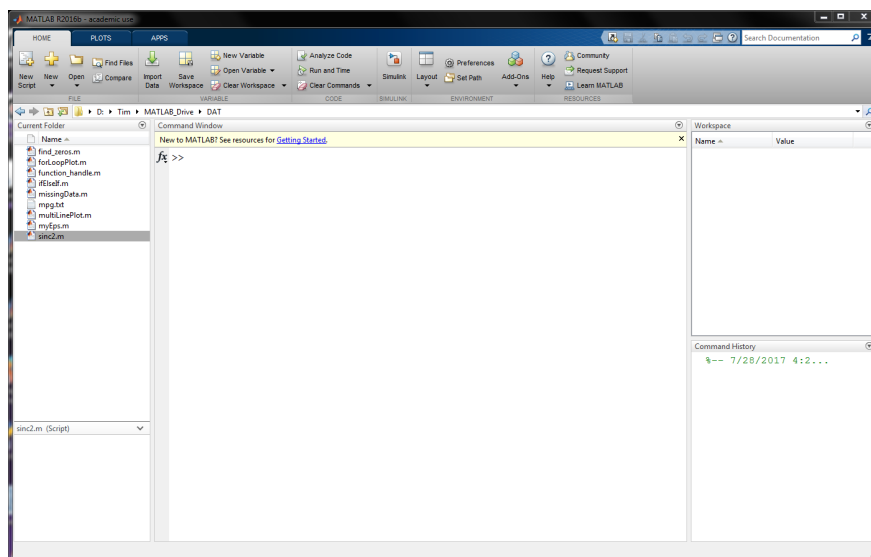 MATLAB R2016b - academic use
HOME PLOTS APPS
Search Documentation
New Script
New
Open
Find Files
Compare
Import Data
Save Workspace
New Variable
Open Variable
Clear Workspace
Analyze Code
Run and Time
Clear Commands
Simulink
Layout
Preferences
Set Path
Add-Ons
Help
Community
Request Support
Learn MATLAB
FILE VARIABLE CODE SIMULINK ENVIRONMENT RESOURCES
D: Tim MATLAB_Drive DAT
Current Folder
Name
find_zeros.m
forLoopPlot.m
function_handle.m
ifElseIf.m
missingData.m
mpg.txt
multiLinePlot.m
myEps.m
sinc2.m
sinc2.m (Script)
Command Window
New to MATLAB? See resources for Getting Started.
fx >>
Workspace
Name Value
Command History
%-- 7/28/2017 4:2...